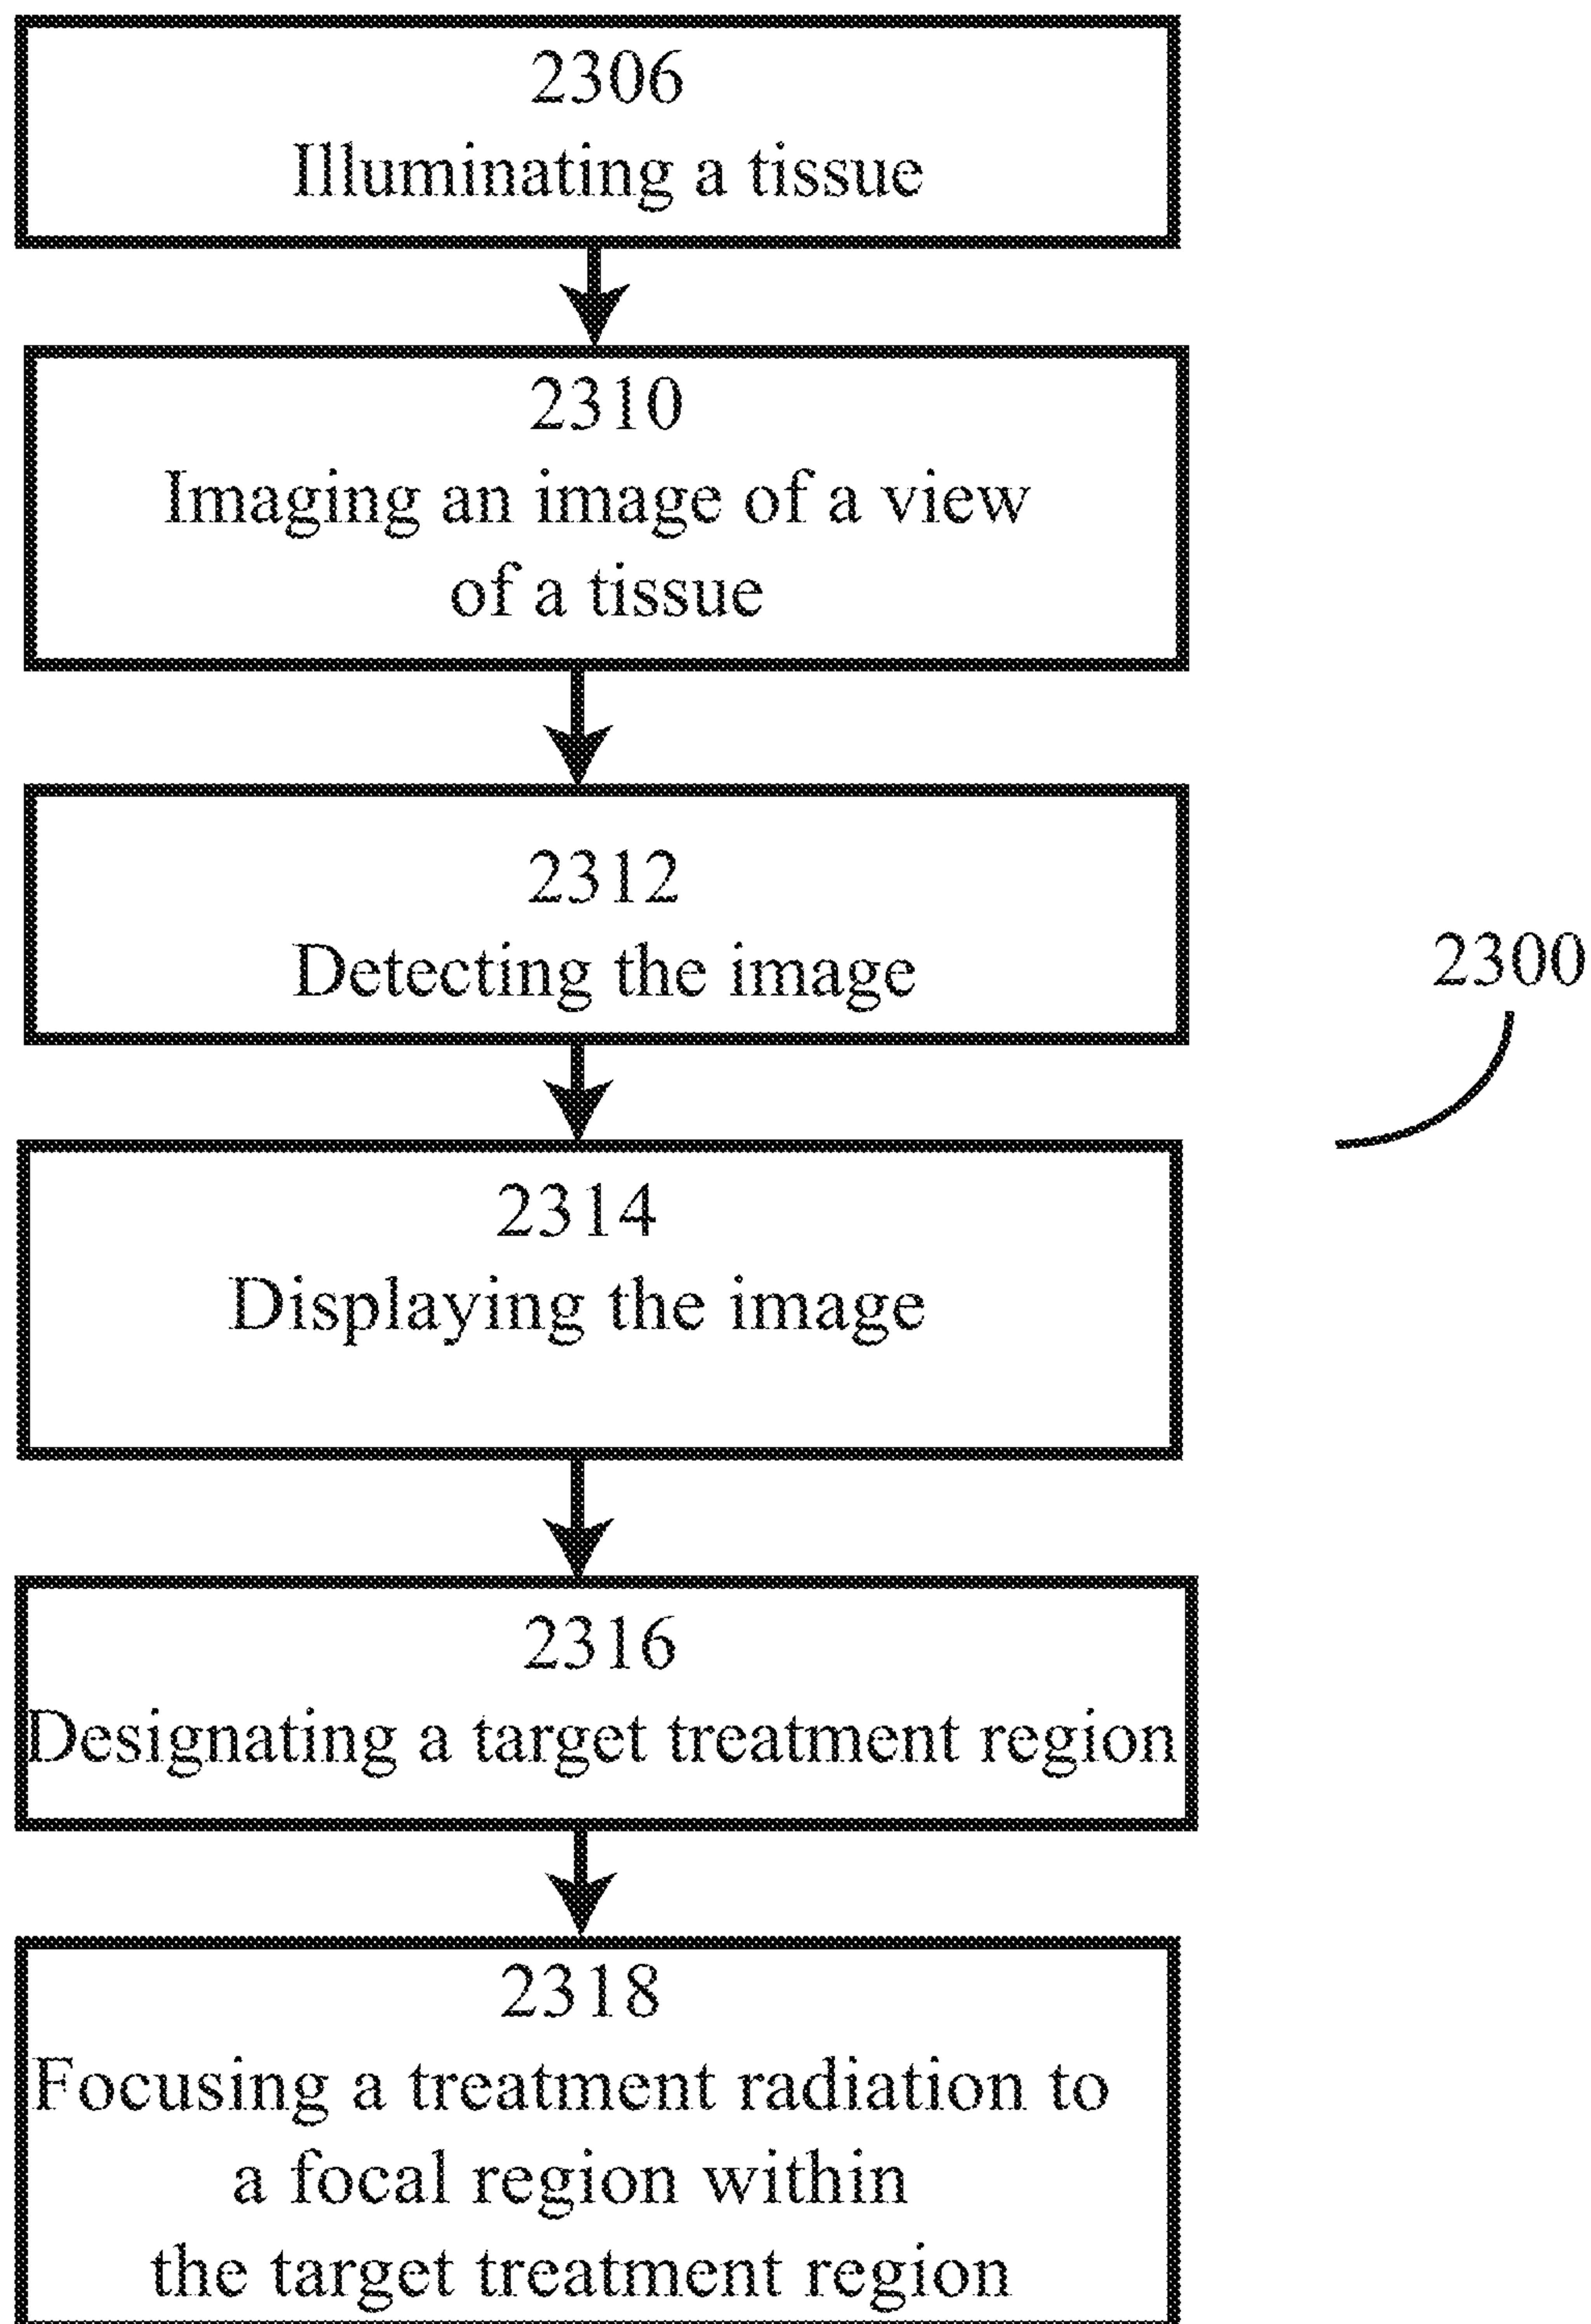 2306
Illuminating a tissue
2310
Imaging an image of a view
of a tissue
2312
Detecting the image
2300
2314
Displaying the image
2316
Designating a target treatment region
2318
Focusing a treatment radiation to
a focal region within
the target treatment region